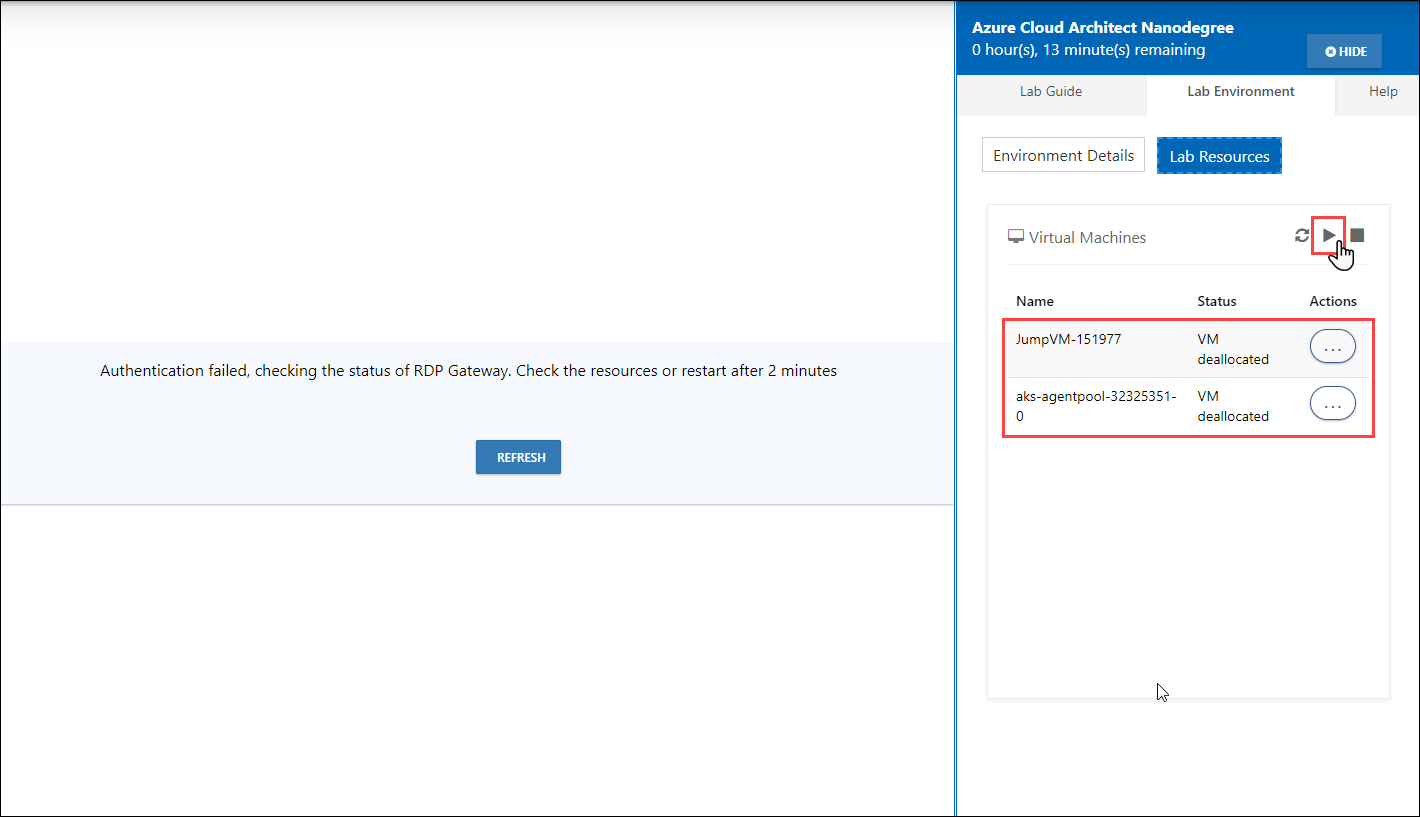 Azure Cloud Architect Nanodegree
0 hour(s), 13 minute(s) remaining
HIDE
Lab Guide
Lab Environment
Help
Environment Details
Lab Resources
Virtual Machines
Name
Status
Actions
JumpVM-151977
VM
deallocated
...
aks-agentpool-32325351-
0
VM
deallocated
...
Authentication failed, checking the status of RDP Gateway. Check the resources or restart after 2 minutes
REFRESH